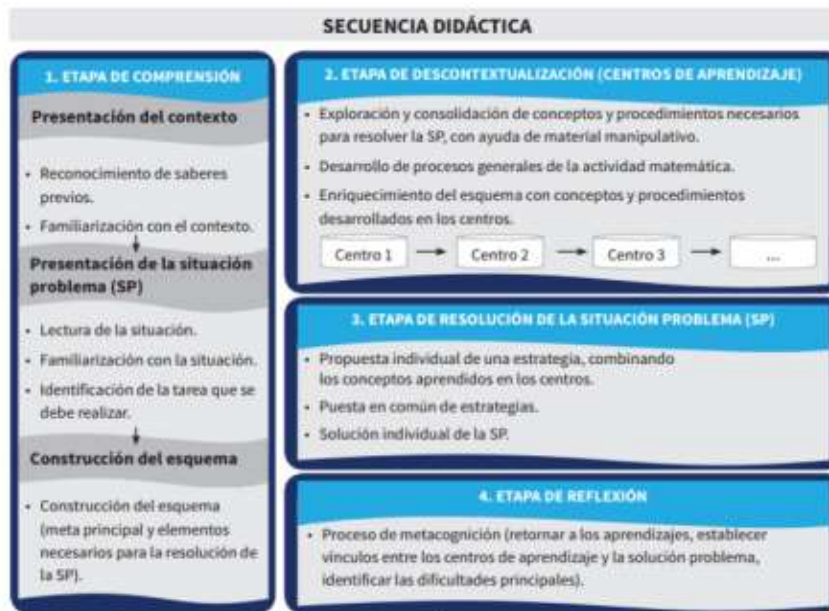 SECUENCIA DIDÁCTICA
1. ETAPA DE COMPRENSIÓN
Presentación del contexto
• Reconocimiento de saberes
previos.
• Familiarización con el contexto.
Presentación de la situación
problema (SP)
• Lectura de la situación.
• Familiarización con la situación.
• Identificación de la tarea que se
debe realizar.
Construcción del esquema
• Construcción del esquema
(meta principal y elementos
necesarios para la resolución de
la SP).
2. ETAPA DE DESCONTEXTUALIZACIÓN (CENTROS DE APRENDIZAJE)
• Exploración y consolidación de conceptos y procedimientos necesarios
para resolver la SP, con ayuda de material manipulativo.
• Desarrollo de procesos generales de la actividad matemática.
• Enriquecimiento del esquema con conceptos y procedimientos
desarrollados en los centros.
Centro 1
Centro 2
Centro 3
...
3. ETAPA DE RESOLUCIÓN DE LA SITUACIÓN PROBLEMA (SP)
• Propuesta individual de una estrategia, combinando
los conceptos aprendidos en los centros.
• Puesta en común de estrategias.
• Solución individual de la SP.
4. ETAPA DE REFLEXIÓN
• Proceso de metacognición (retornar a los aprendizajes, establecer
vínculos entre los centros de aprendizaje y la solución problema,
identificar las dificultades principales).